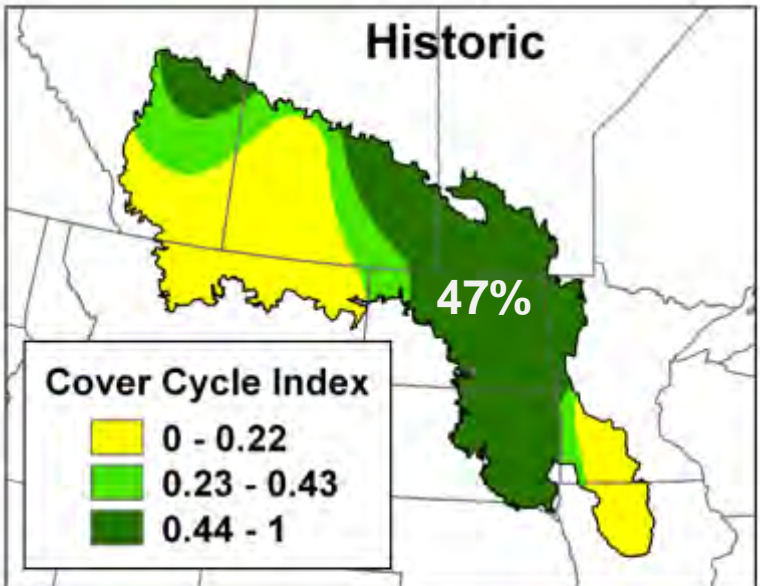 Historic
47%
Cover Cycle Index
0 - 0.22
0.23 - 0.43
0.44 - 1